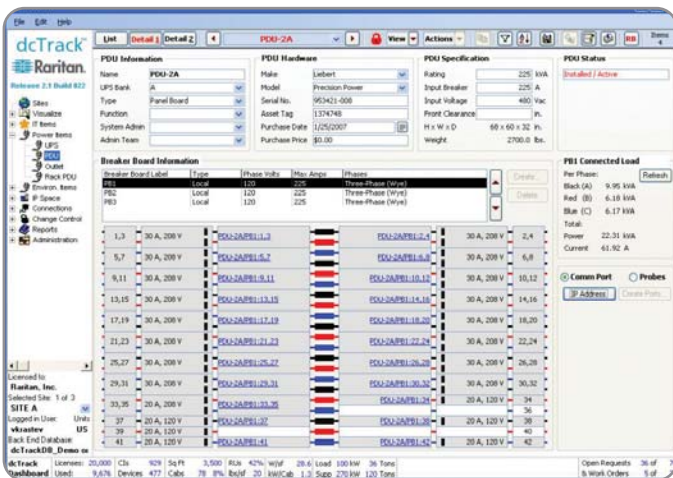 File Edit Help
dcTrack
Raritan.
Release 2.1 Build 622
List Detail 1 Detail 2 PDU-2A View Actions RB Items
4
Sites
Visualize
IT Items
Power Items
UPS
PDU
Outlet
Rack PDU
Environ. Items
IP Space
Connections
Change Control
Reports
Administration
Licensed to:
Raritan, Inc.
Selected Site: 1 of 3
SITE A
Logged in User: Units
vkrastev US
Back End Database:
dcTrackDB_Demo
PDU Information
Name PDU-2A
UPS Bank A
Type Panel Board
Function
System Admin
Admin Team
PDU Hardware
Make Liebert
Model Precision Power
Serial No. 953421-008
Asset Tag 1374748
Purchase Date 1/25/2007
Purchase Price $0.00
PDU Specification
Rating 225 kVA
Input Breaker 225 A
Input Voltage 480 Vac
Front Clearance in.
H x W x D 68 x 60 x 32 in.
Weight 2700.0 lbs.
PDU Status
Installed / Active
Breaker Board Information
Breaker Board Label Type Phase Volts Max Amps Phases
PB1 Local 120 225 Three-Phase (Wye)
PB2 Local 120 225 Three-Phase (Wye)
PB3 Local 120 225 Three-Phase (Wye)
Create...
Delete
PB1 Connected Load
Per Phase: Refresh
Black (A) 9.95 kVA
Red (B) 6.18 kVA
Blue (C) 6.17 kVA
Total:
Power 22.31 kVA
Current 61.92 A
Comm Port Probes
IP Address Create Ports...
1,3 30 A, 208 V PDU-2A/PB1:1,3 PDU-2A/PB1:2,4 30 A, 208 V 2,4
5,7 30 A, 208 V PDU-2A/PB1:5,7 PDU-2A/PB1:6,8 30 A, 208 V 6,8
9,11 30 A, 208 V PDU-2A/PB1:9,11 PDU-2A/PB1:10,12 30 A, 208 V 10,12
13,15 30 A, 208 V PDU-2A/PB1:13,15 PDU-2A/PB1:14,16 30 A, 208 V 14,16
17,19 30 A, 208 V PDU-2A/PB1:17,19 PDU-2A/PB1:18,20 30 A, 208 V 18,20
21,23 30 A, 208 V PDU-2A/PB1:21,23 PDU-2A/PB1:22,24 30 A, 208 V 22,24
25,27 30 A, 208 V PDU-2A/PB1:25,27 PDU-2A/PB1:26,28 30 A, 208 V 26,28
29,31 30 A, 208 V PDU-2A/PB1:29,31 PDU-2A/PB1:30,32 30 A, 208 V 30,32
33,35 20 A, 208 V PDU-2A/PB1:33,35 PDU-2A/PB1:34 20 A, 120 V 34
36
37 20 A, 120 V PDU-2A/PB1:37 PDU-2A/PB1:38 20 A, 120 V 38
39 20 A, 120 V 40
41 20 A, 120 V PDU-2A/PB1:41 PDU-2A/PB1:42 20 A, 120 V 42
dcTrack Licenses: 20,000 CIs 929 Sq Ft 3,500 RUs 42% W/sf 28.6 Load 100 kW 36 Tons Open Requests 36 of
Dashboard Used: 9,676 Devices 477 Cabs 78 8% lbs/sf 20 kW/Cab 1.3 Supp 270 kW 120 Tons & Work Orders 5 of